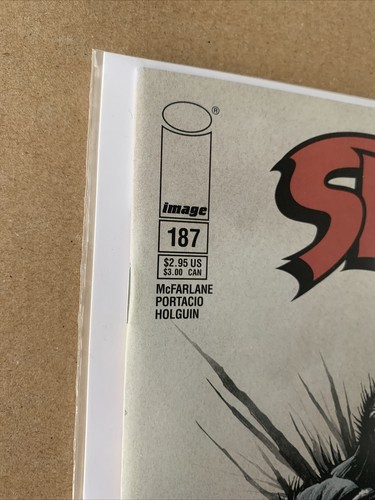 ®
image
187
$2.95 US
$3.00 CAN
McFARLANE
PORTACIO
HOLGUIN
S